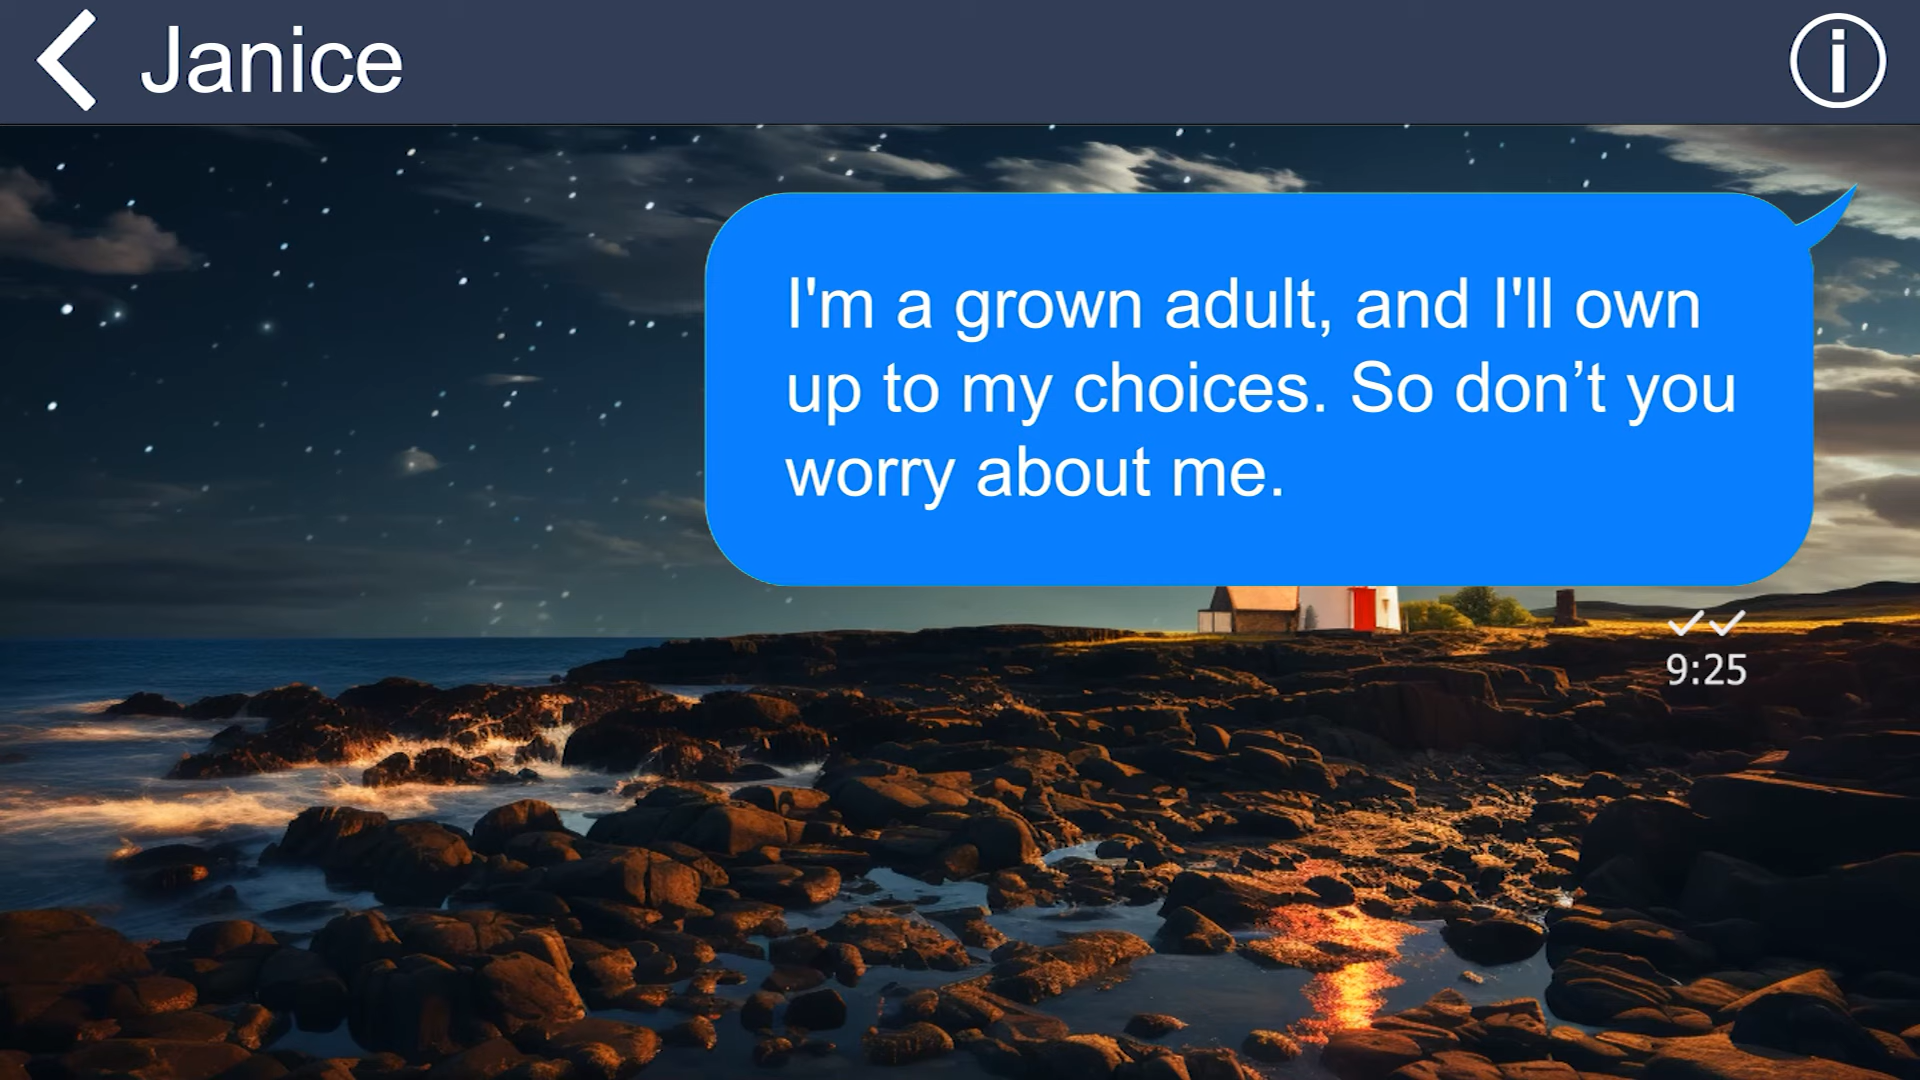 Janice
I'm a grown adult, and I'll own
up to my choices. So don’t you
worry about me.
9:25